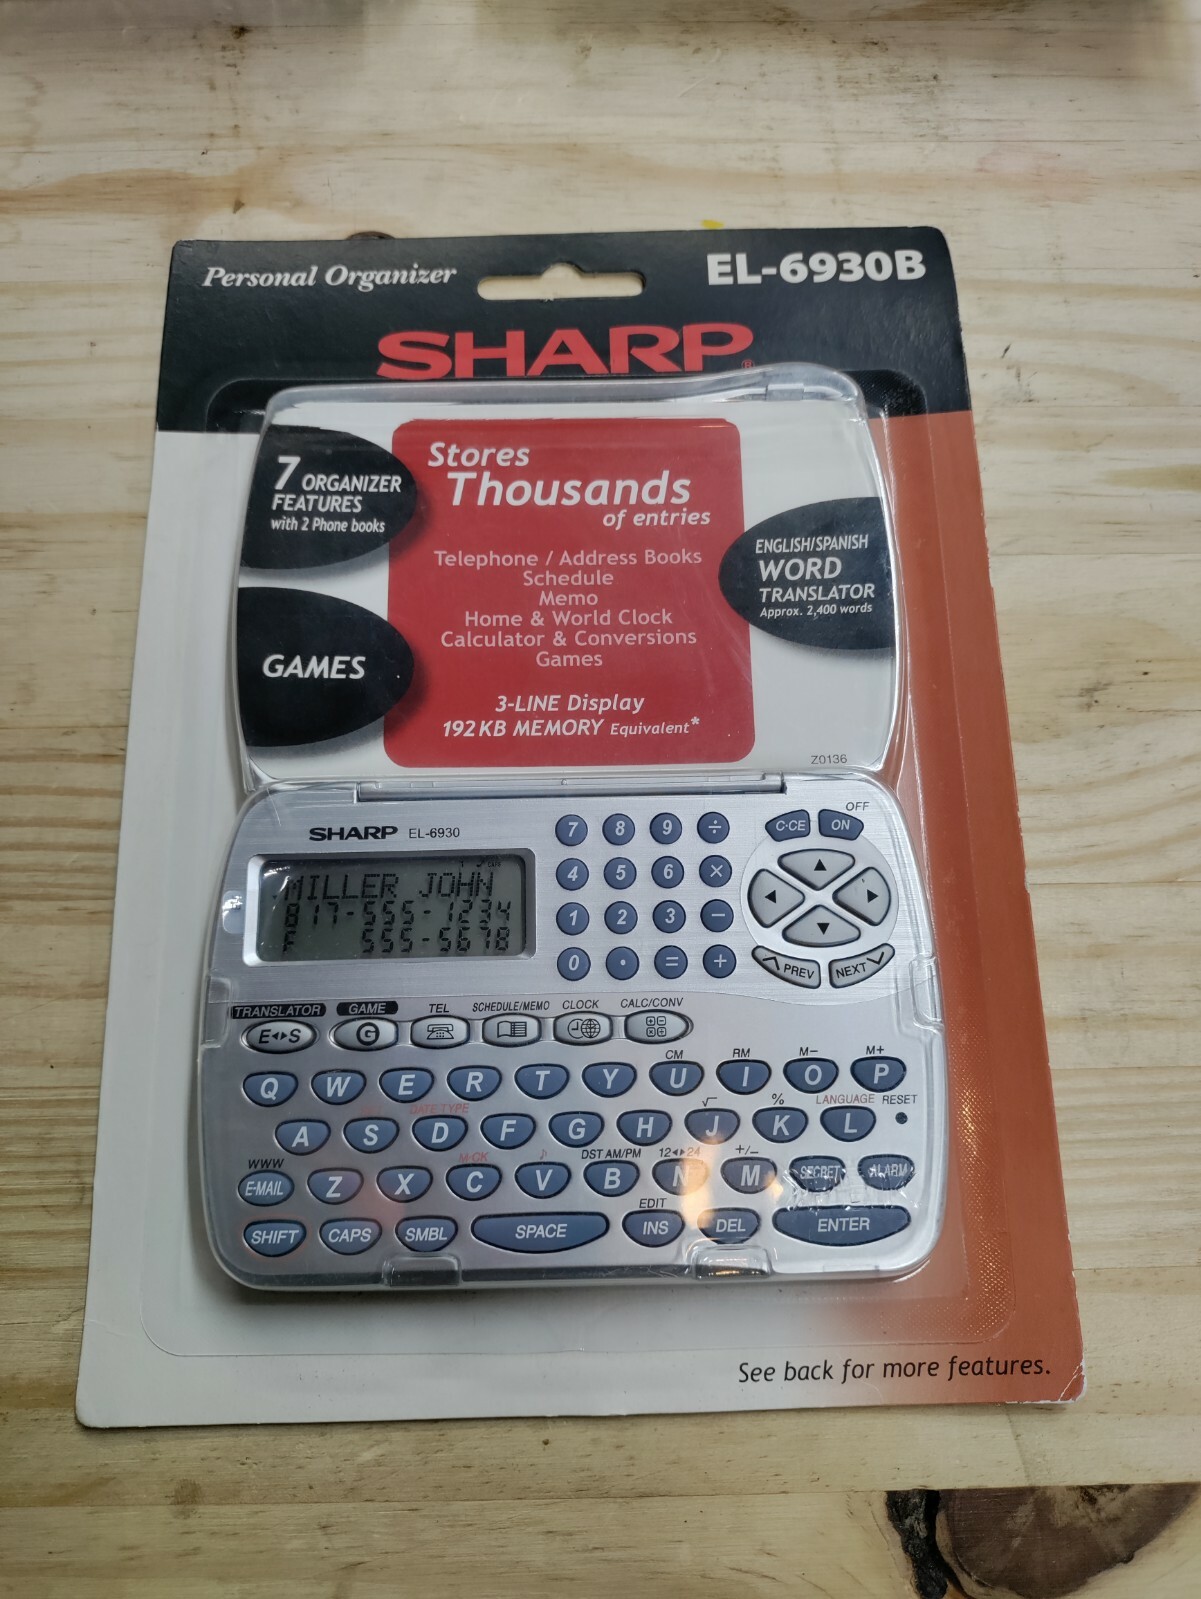 Personal Organizer
EL-6930B
SHARP®
7 ORGANIZER
FEATURES
with 2 Phone books
GAMES
Stores
Thousands
of entries
Telephone / Address Books
Schedule
Memo
Home & World Clock
Calculator & Conversions
Games
3-LINE Display
192KB MEMORY Equivalent*
ENGLISH/SPANISH
WORD
TRANSLATOR
Approx. 2,400 words
Z0136
SHARP EL-6930
MILLER JOHN
817-555-1234
F 555-5678
OFF
7 8 9 ÷ C·CE ON
4 5 6 × ◀ ▲ ▶
1 2 3 − ▼
0 • = + PREV NEXT
TRANSLATOR GAME TEL SCHEDULE/MEMO CLOCK CALC/CONV
E◂▸S G
CM RM M− M+
Q W E R T Y U I O P
DATE TYPE √ % LANGUAGE RESET
A S D F G H J K L
WWW ♪ DST AM/PM 12◂▸24 +/−
E-MAIL Z X C V B N M SECRET ALARM
EDIT
SHIFT CAPS SMBL SPACE INS DEL ENTER
See back for more features.